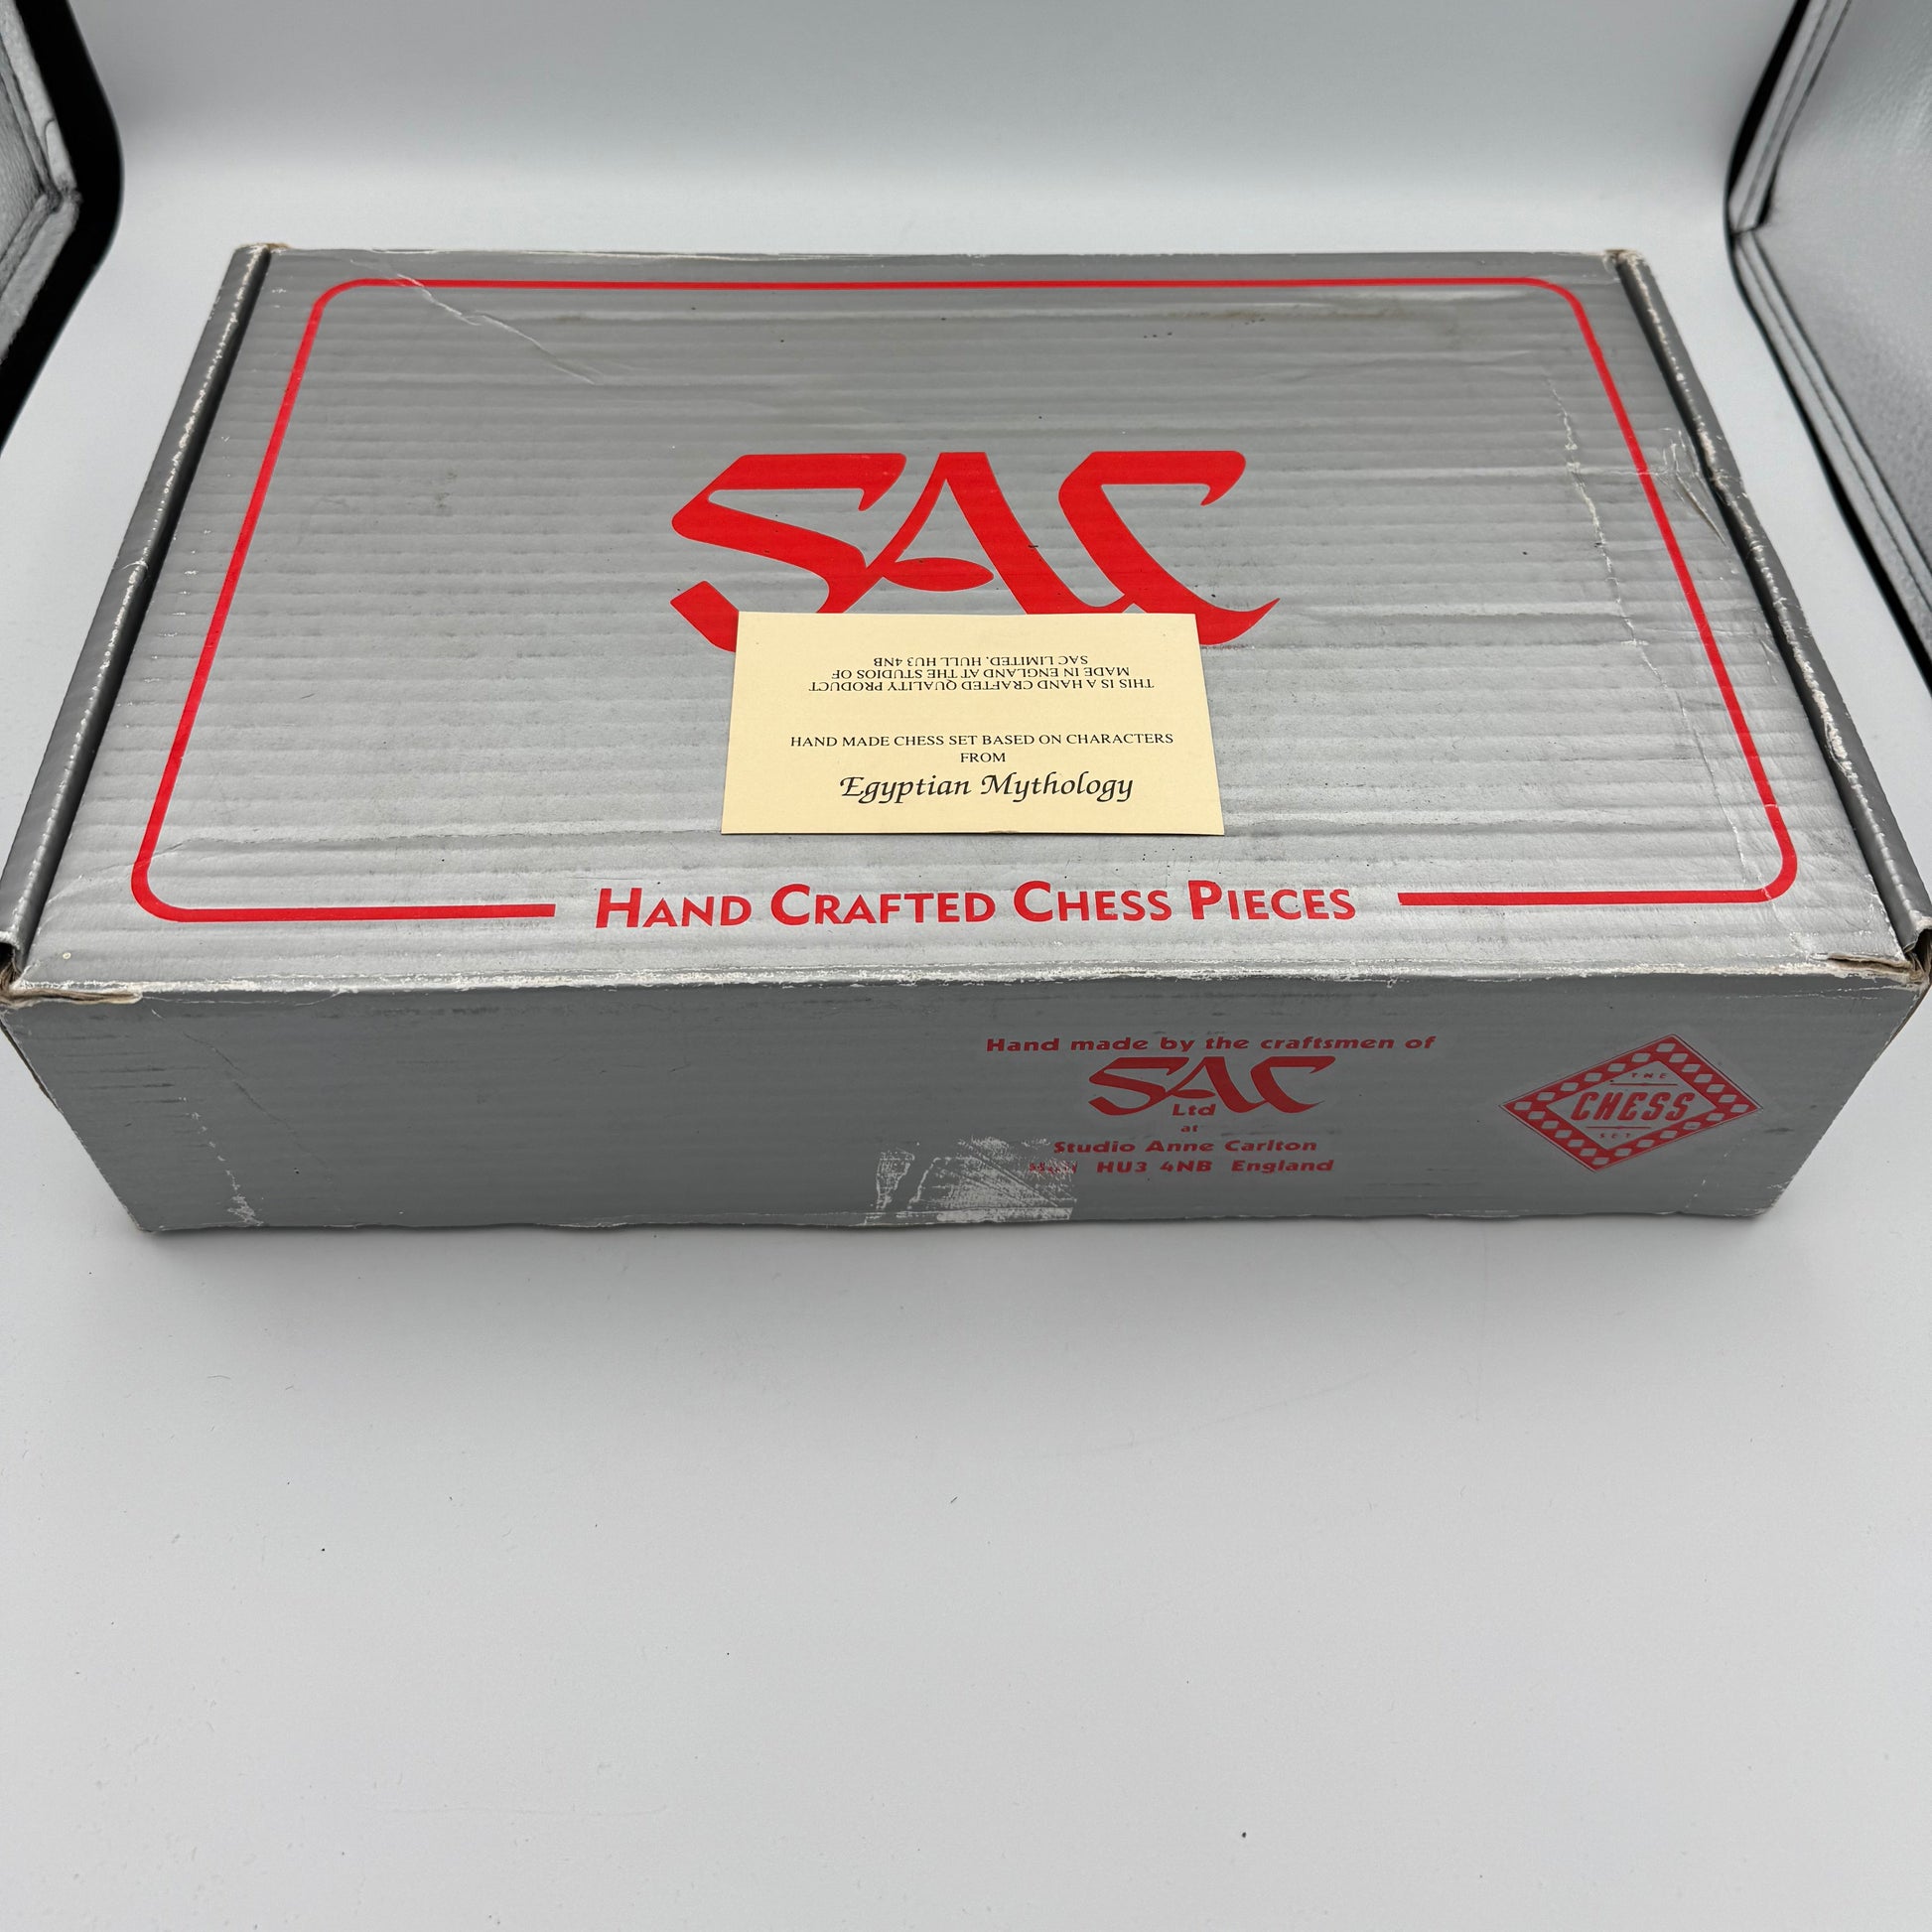 SAC
THIS IS A HAND CRAFTED QUALITY PRODUCT
MADE IN ENGLAND AT THE STUDIOS OF
SAC LIMITED, HULL HU3 4NB
HAND MADE CHESS SET BASED ON CHARACTERS
FROM
Egyptian Mythology
HAND CRAFTED CHESS PIECES
Hand made by the craftsmen of
SAC
Ltd
at
Studio Anne Carlton
HU3 4NB England
THE
CHESS
SET